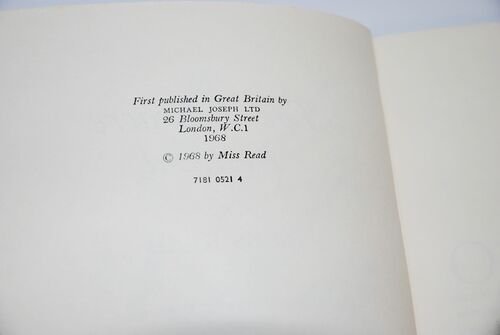 First published in Great Britain by
MICHAEL JOSEPH LTD
26 Bloomsbury Street
London, W.C.1
1968
© 1968 by Miss Read
7181 0521 4